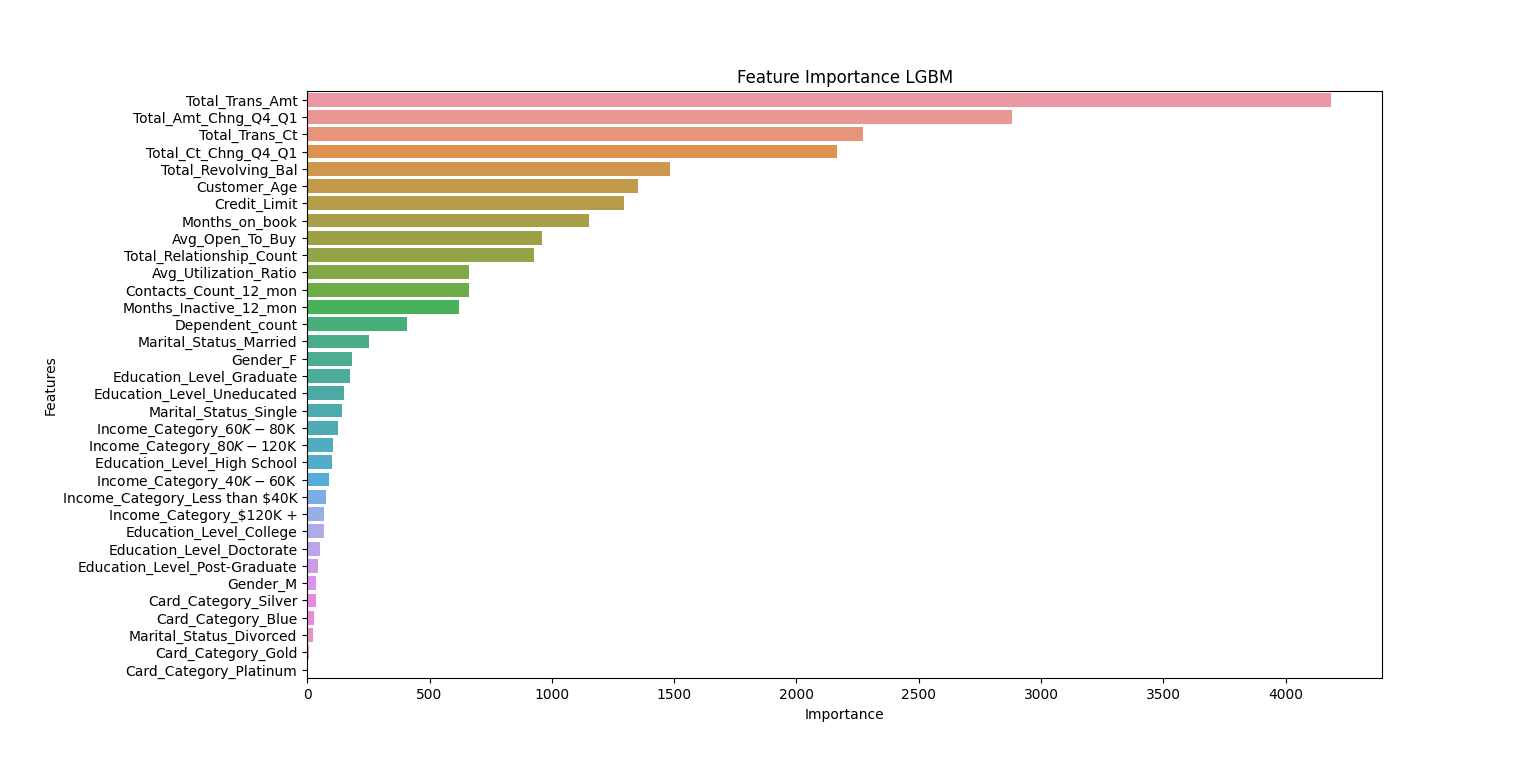 Feature Importance LGBM
Total_Trans_Amt
Total_Amt_Chng_Q4_Q1
Total_Trans_Ct
Total_Ct_Chng_Q4_Q1
Total_Revolving_Bal
Customer_Age
Credit_Limit
Months_on_book
Avg_Open_To_Buy
Total_Relationship_Count
Avg_Utilization_Ratio
Contacts_Count_12_mon
Months_Inactive_12_mon
Dependent_count
Marital_Status_Married
Gender_F
Education_Level_Graduate
Education_Level_Uneducated
Marital_Status_Single
Income_Category_60K − 80K
Income_Category_80K − 120K
Education_Level_High School
Income_Category_40K − 60K
Income_Category_Less than $40K
Income_Category_$120K +
Education_Level_College
Education_Level_Doctorate
Education_Level_Post-Graduate
Gender_M
Card_Category_Silver
Card_Category_Blue
Marital_Status_Divorced
Card_Category_Gold
Card_Category_Platinum
Features
0 500 1000 1500 2000 2500 3000 3500 4000
Importance